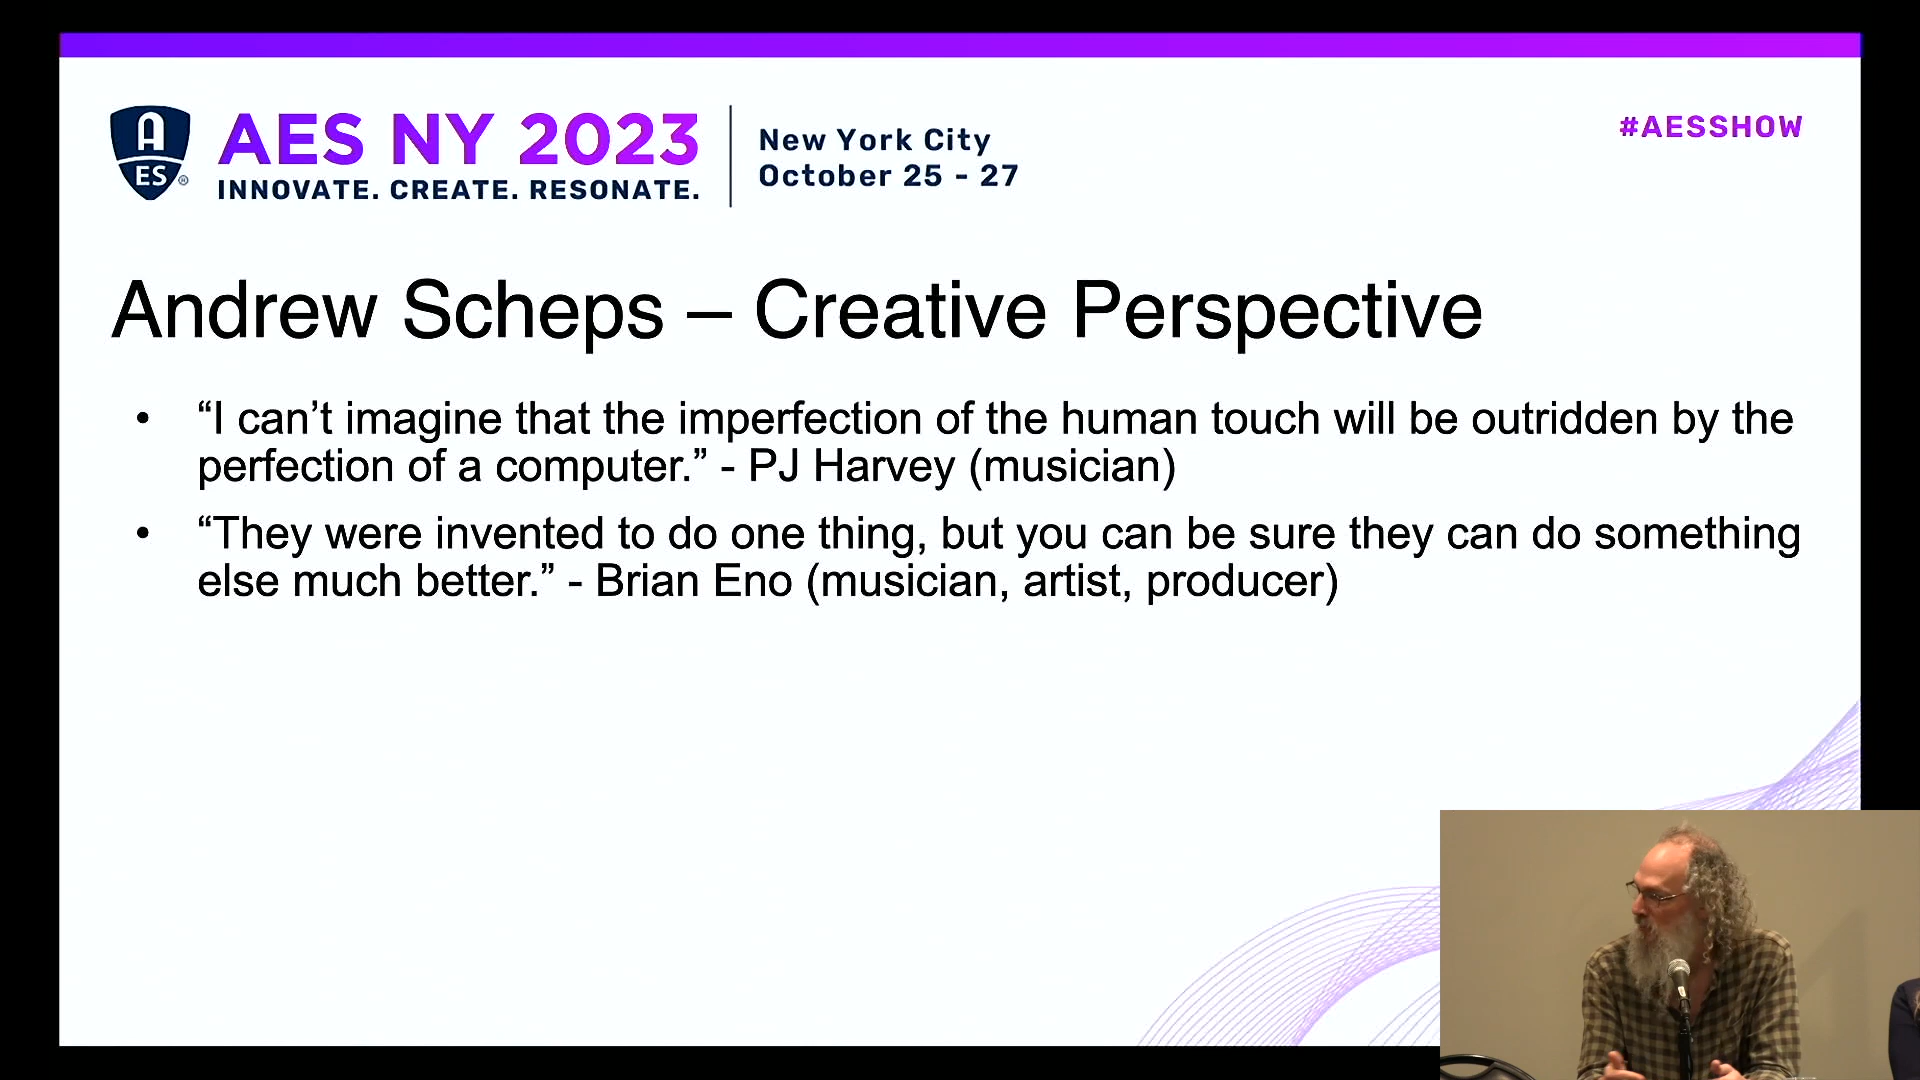 A
ES®
AES NY 2023
INNOVATE. CREATE. RESONATE.
New York City
October 25 - 27
#AESSHOW
Andrew Scheps – Creative Perspective
• “I can’t imagine that the imperfection of the human touch will be outridden by the
perfection of a computer.” - PJ Harvey (musician)
• “They were invented to do one thing, but you can be sure they can do something
else much better.” - Brian Eno (musician, artist, producer)